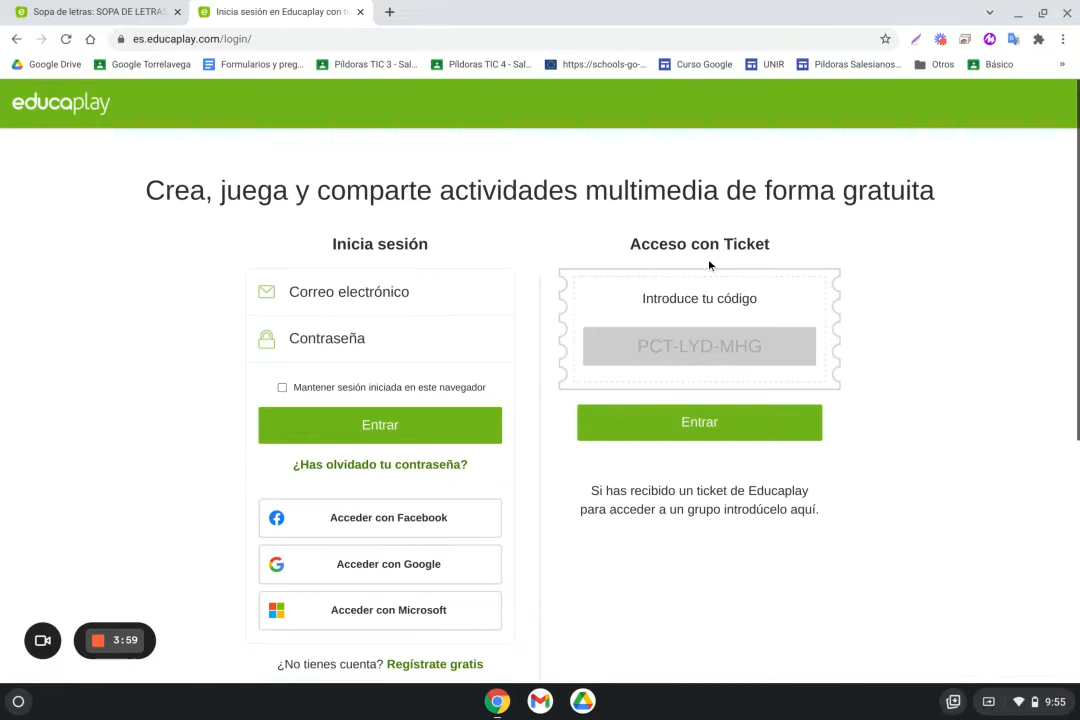 Sopa de letras: SOPA DE LETRAS
Inicia sesión en Educaplay con tu
es.educaplay.com/login/
Google Drive
Google Torrelavega
Formularios y preg...
Píldoras TIC 3 - Sal...
Píldoras TIC 4 - Sal...
https://schools-go-...
Curso Google
UNIR
Píldoras Salesianos...
Otros
Básico
»
educaplay
Crea, juega y comparte actividades multimedia de forma gratuita
Inicia sesión
Acceso con Ticket
Correo electrónico
Introduce tu código
Contraseña
PCT-LYD-MHG
Mantener sesión iniciada en este navegador
Entrar
Entrar
¿Has olvidado tu contraseña?
Si has recibido un ticket de Educaplay
para acceder a un grupo introdúcelo aquí.
Acceder con Facebook
Acceder con Google
Acceder con Microsoft
3:59
¿No tienes cuenta? Regístrate gratis
9:55